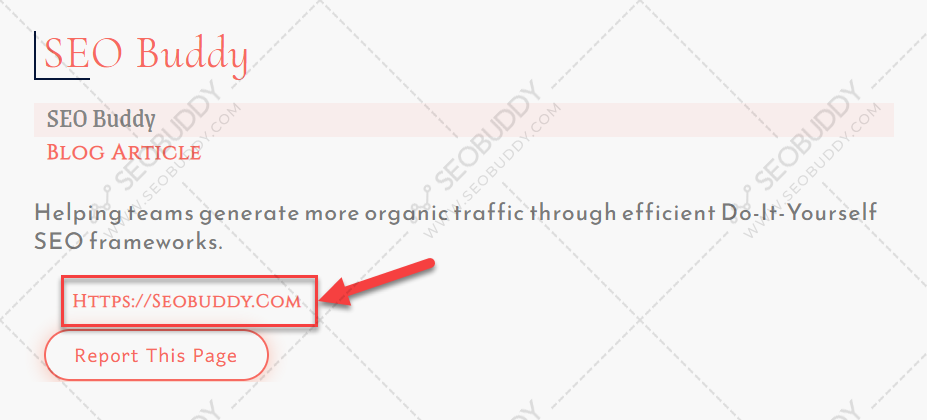 SEO Buddy
SEO Buddy
Blog Article
Helping teams generate more organic traffic through efficient Do-It-Yourself
SEO frameworks.
Https://Seobuddy.Com
Report This Page
SEOBUDDY
WWW.SEOBUDDY.COM
SEOBUDDY
WWW.SEOBUDDY.COM
SEOBUDDY
WWW.SEOBUDDY.COM